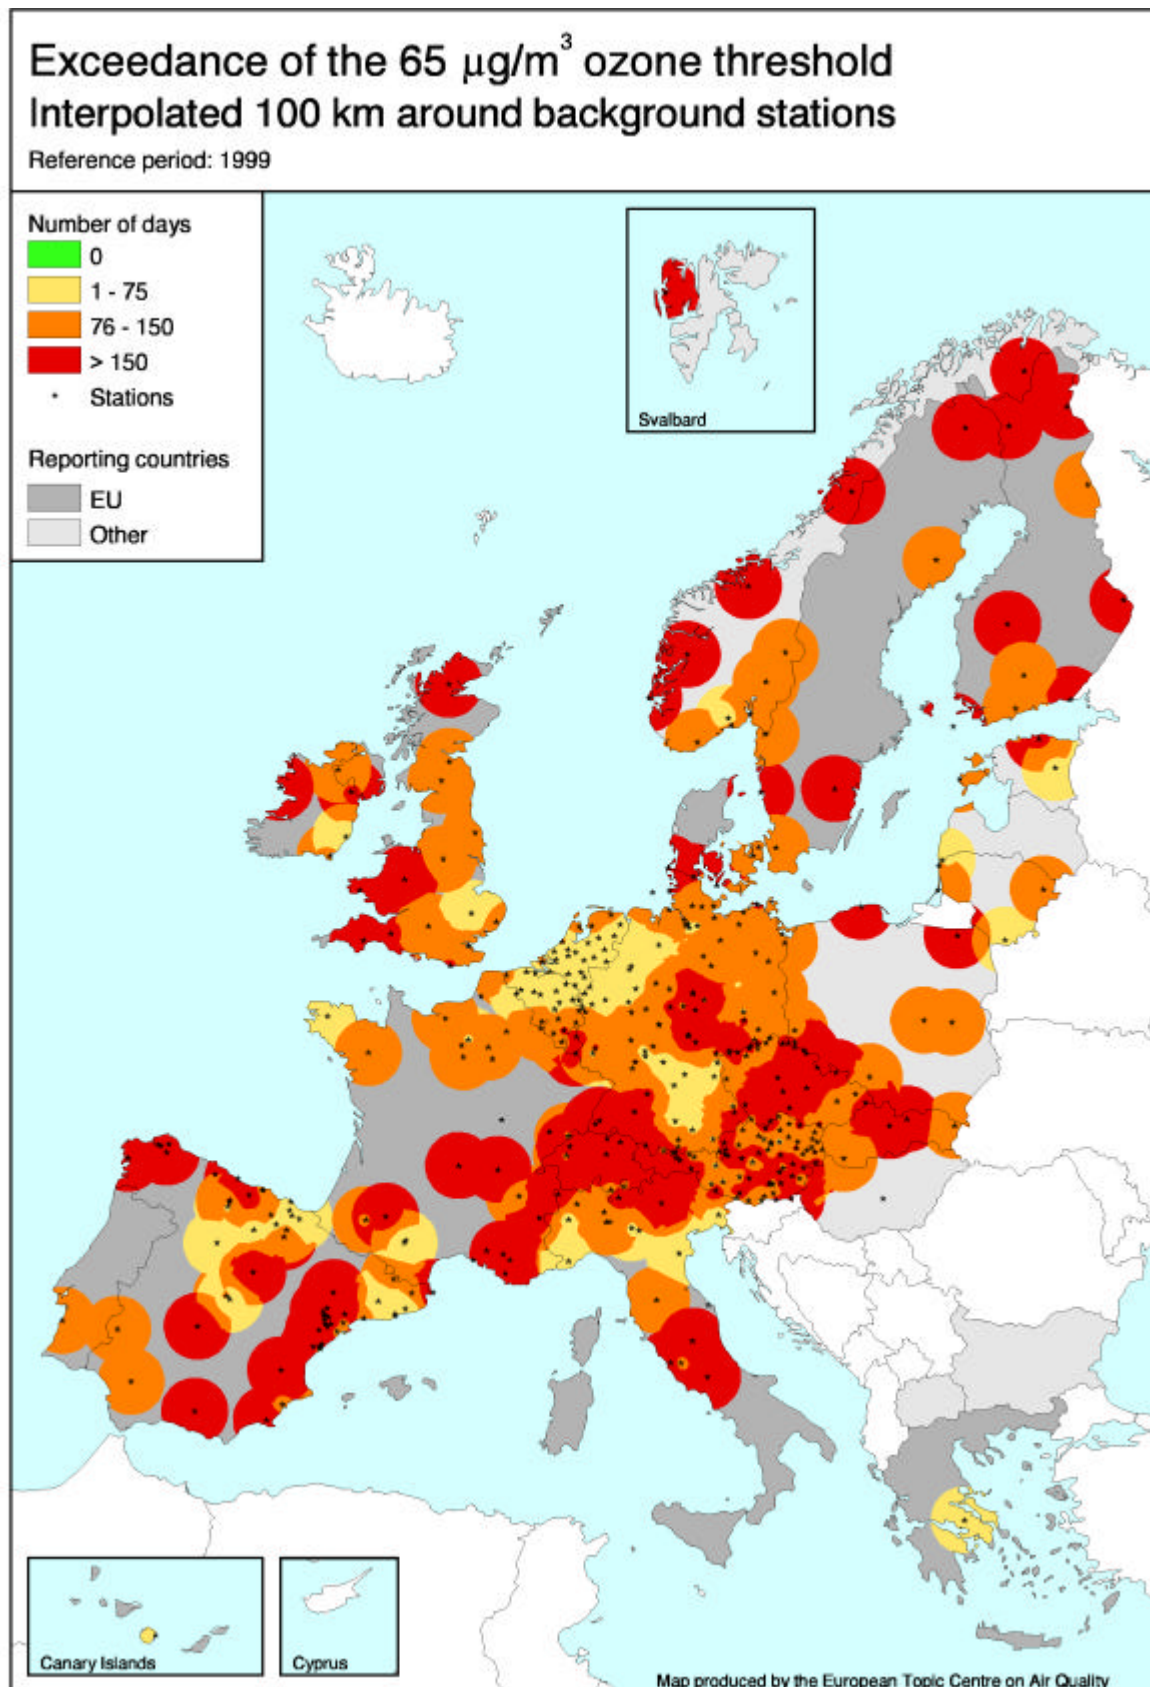 Exceedance of the 65 µg/m³ ozone threshold
Interpolated 100 km around background stations
Reference period: 1999
Number of days
0
1 - 75
76 - 150
> 150
Stations
Reporting countries
EU
Other
Svalbard
Canary Islands
Cyprus
Map produced by the European Topic Centre on Air Quality